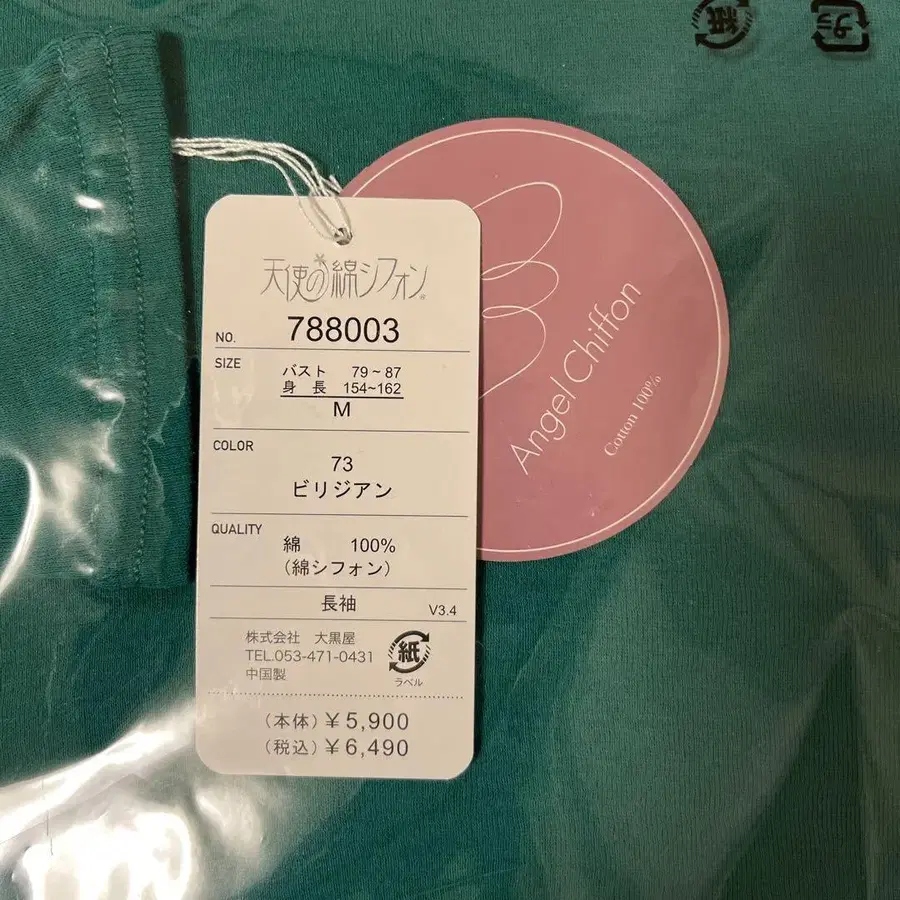 紙
プラ
天使の綿シフォン®
NO. 788003
SIZE
バスト 79~87
身 長 154~162
M
COLOR
73
ビリジアン
QUALITY
綿 100%
(綿シフォン)
長袖 V3.4
株式会社 大黒屋
TEL.053-471-0431
中国製
紙
ラベル
(本体)¥5,900
(税込)¥6,490
Angel Chiffon
Cotton 100%